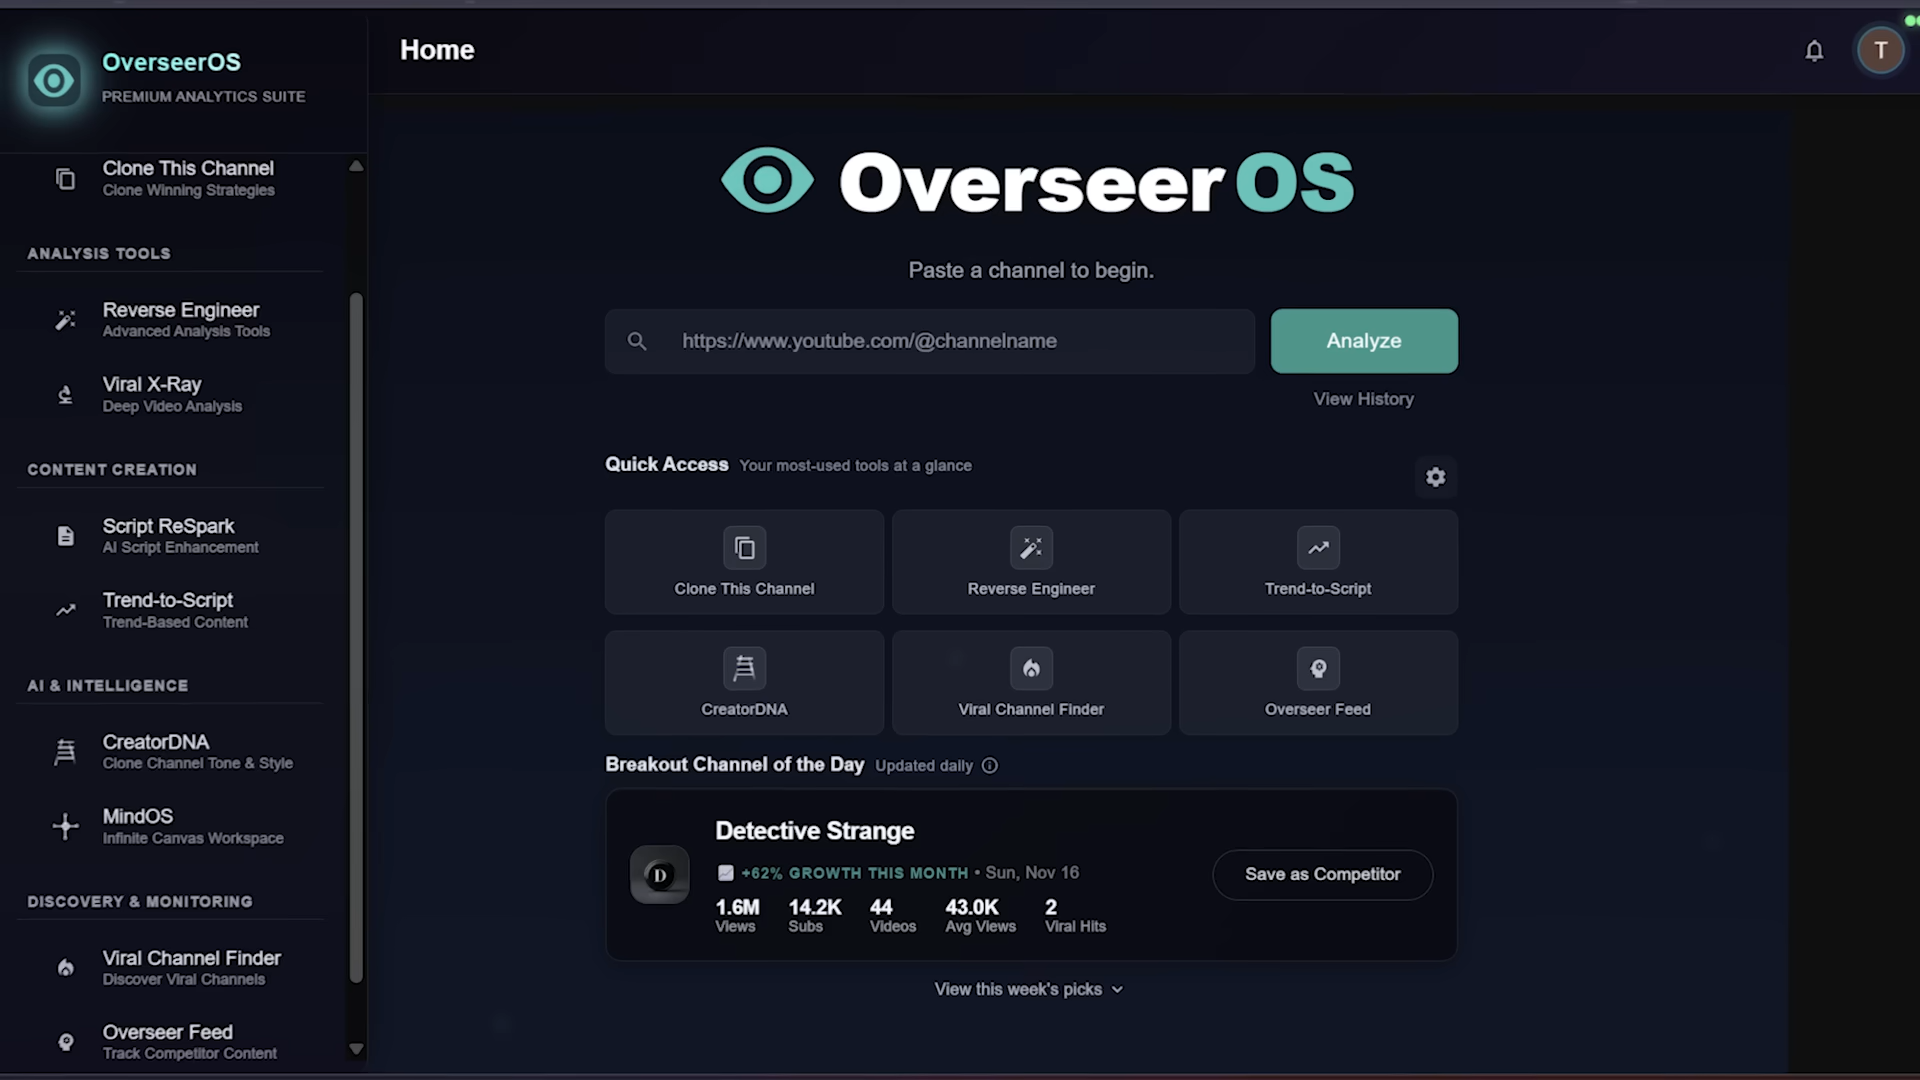 OverseerOS
PREMIUM ANALYTICS SUITE
Clone This Channel
Clone Winning Strategies
ANALYSIS TOOLS
Reverse Engineer
Advanced Analysis Tools
Viral X-Ray
Deep Video Analysis
CONTENT CREATION
Script ReSpark
AI Script Enhancement
Trend-to-Script
Trend-Based Content
AI & INTELLIGENCE
CreatorDNA
Clone Channel Tone & Style
MindOS
Infinite Canvas Workspace
DISCOVERY & MONITORING
Viral Channel Finder
Discover Viral Channels
Overseer Feed
Track Competitor Content
Home
T
OverseerOS
Paste a channel to begin.
https://www.youtube.com/@channelname
Analyze
View History
Quick Access Your most-used tools at a glance
Clone This Channel
Reverse Engineer
Trend-to-Script
CreatorDNA
Viral Channel Finder
Overseer Feed
Breakout Channel of the Day Updated daily
D
Detective Strange
+62% GROWTH THIS MONTH • Sun, Nov 16
1.6M 14.2K 44 43.0K 2
Views Subs Videos Avg Views Viral Hits
Save as Competitor
View this week's picks